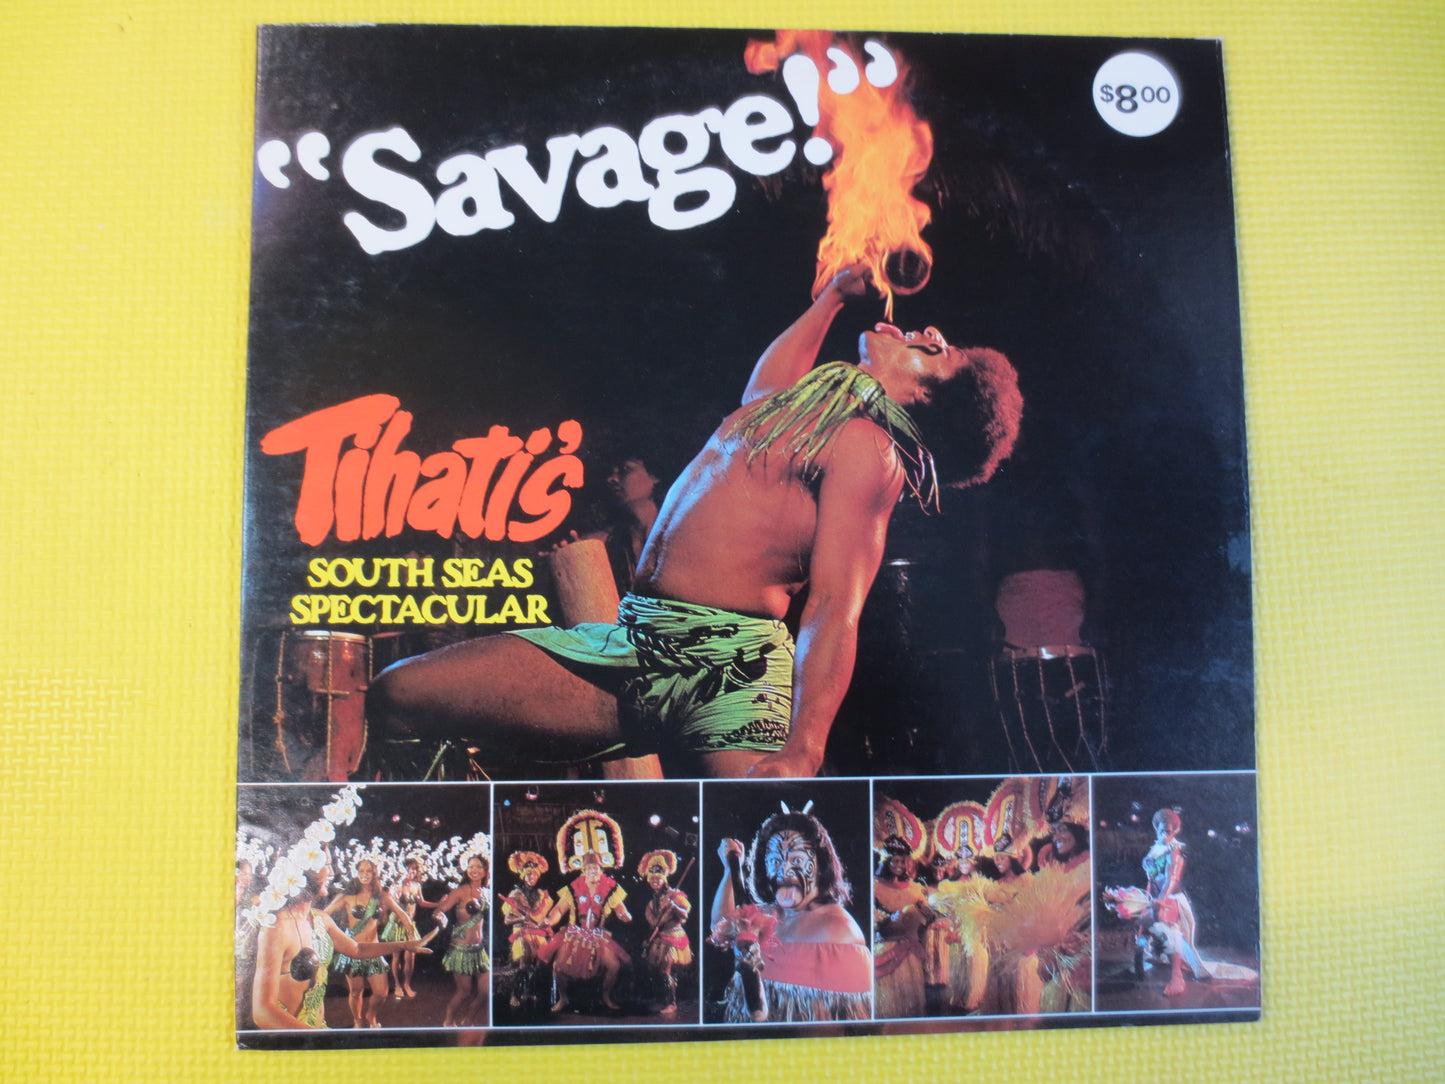 “Savage!”
$8.00
Tihati's
SOUTH SEAS
SPECTACULAR